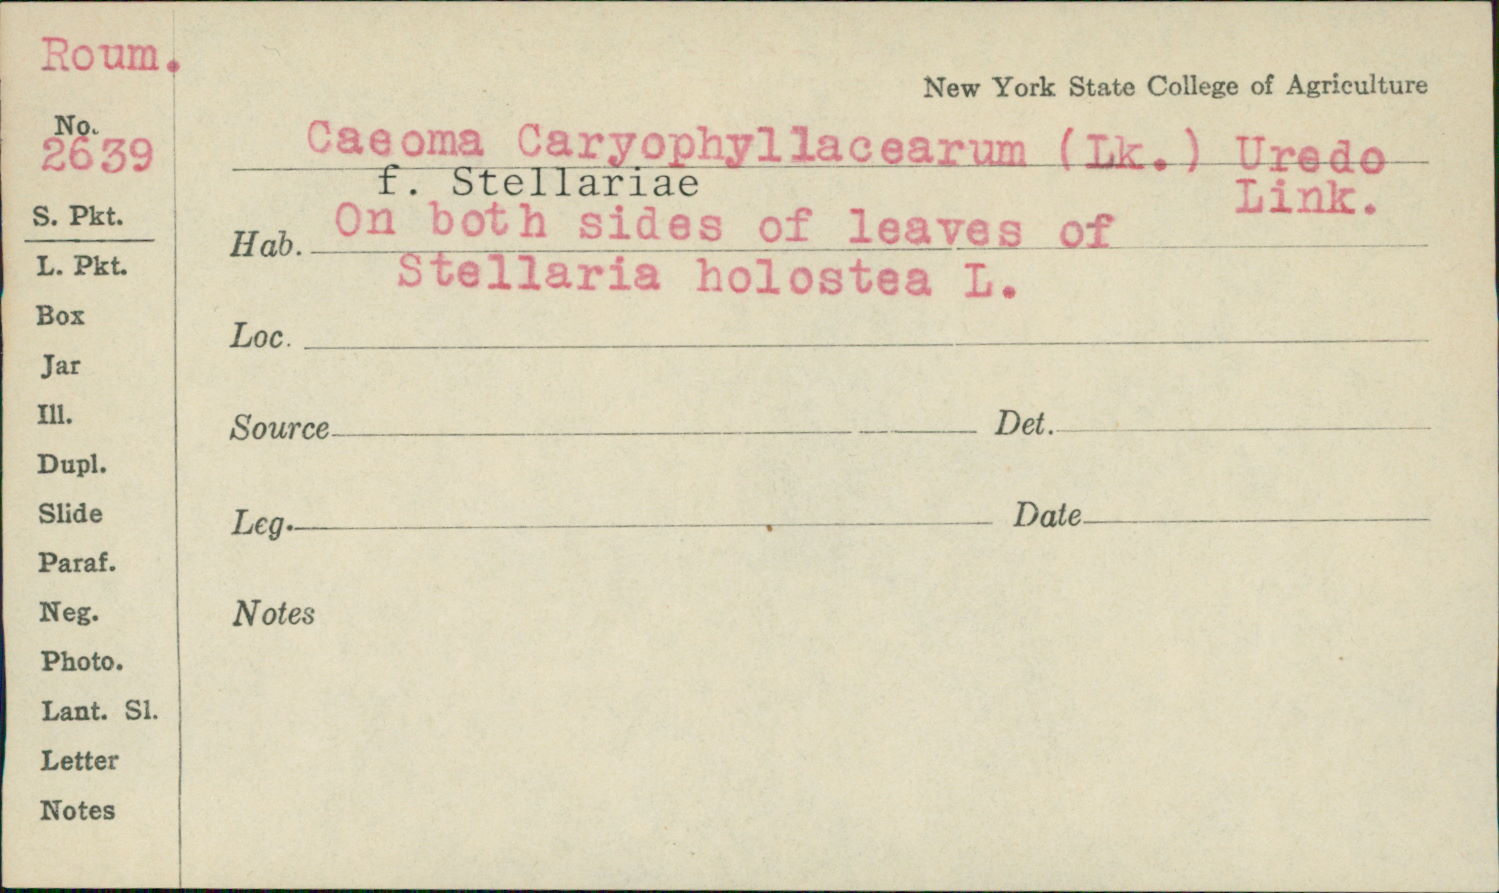 Roum.
New York State College of Agriculture
No.
2639
Caeoma Caryophyllacearum (Lk.) Uredo
f. Stellariae
Link.
S. Pkt.
Hab. On both sides of leaves of
Stellaria holostea L.
L. Pkt.
Box
Loc.
Jar
Ill.
Source Det.
Dupl.
Slide
Leg. Date
Paraf.
Neg.
Notes
Photo.
Lant. Sl.
Letter
Notes